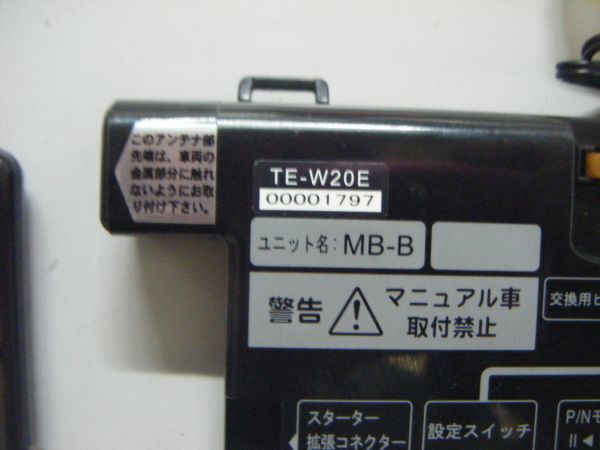 このアンテナ部
先端は、車両の
金属部分に触れ
ないようにお取
り付け下さい。
TE-W20E
00001797
ユニット名:MB-B
警告
マニュアル車
取付禁止
交換用ヒ
スターター
拡張コネクター
設定スイッチ
P/Nモ